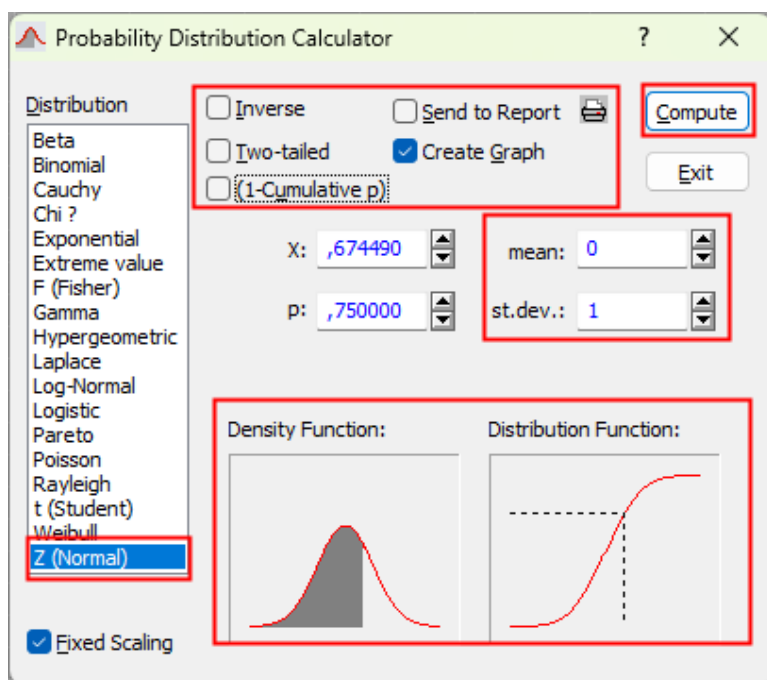 Probability Distribution Calculator ? ×
Distribution
Beta
Binomial
Cauchy
Chi ?
Exponential
Extreme value
F (Fisher)
Gamma
Hypergeometric
Laplace
Log-Normal
Logistic
Pareto
Poisson
Rayleigh
t (Student)
Weibull
Z (Normal)
Fixed Scaling
Inverse
Send to Report
Two-tailed
Create Graph
(1-Cumulative p)
Compute
Exit
X: ,674490
mean: 0
p: ,750000
st.dev.: 1
Density Function:
Distribution Function: